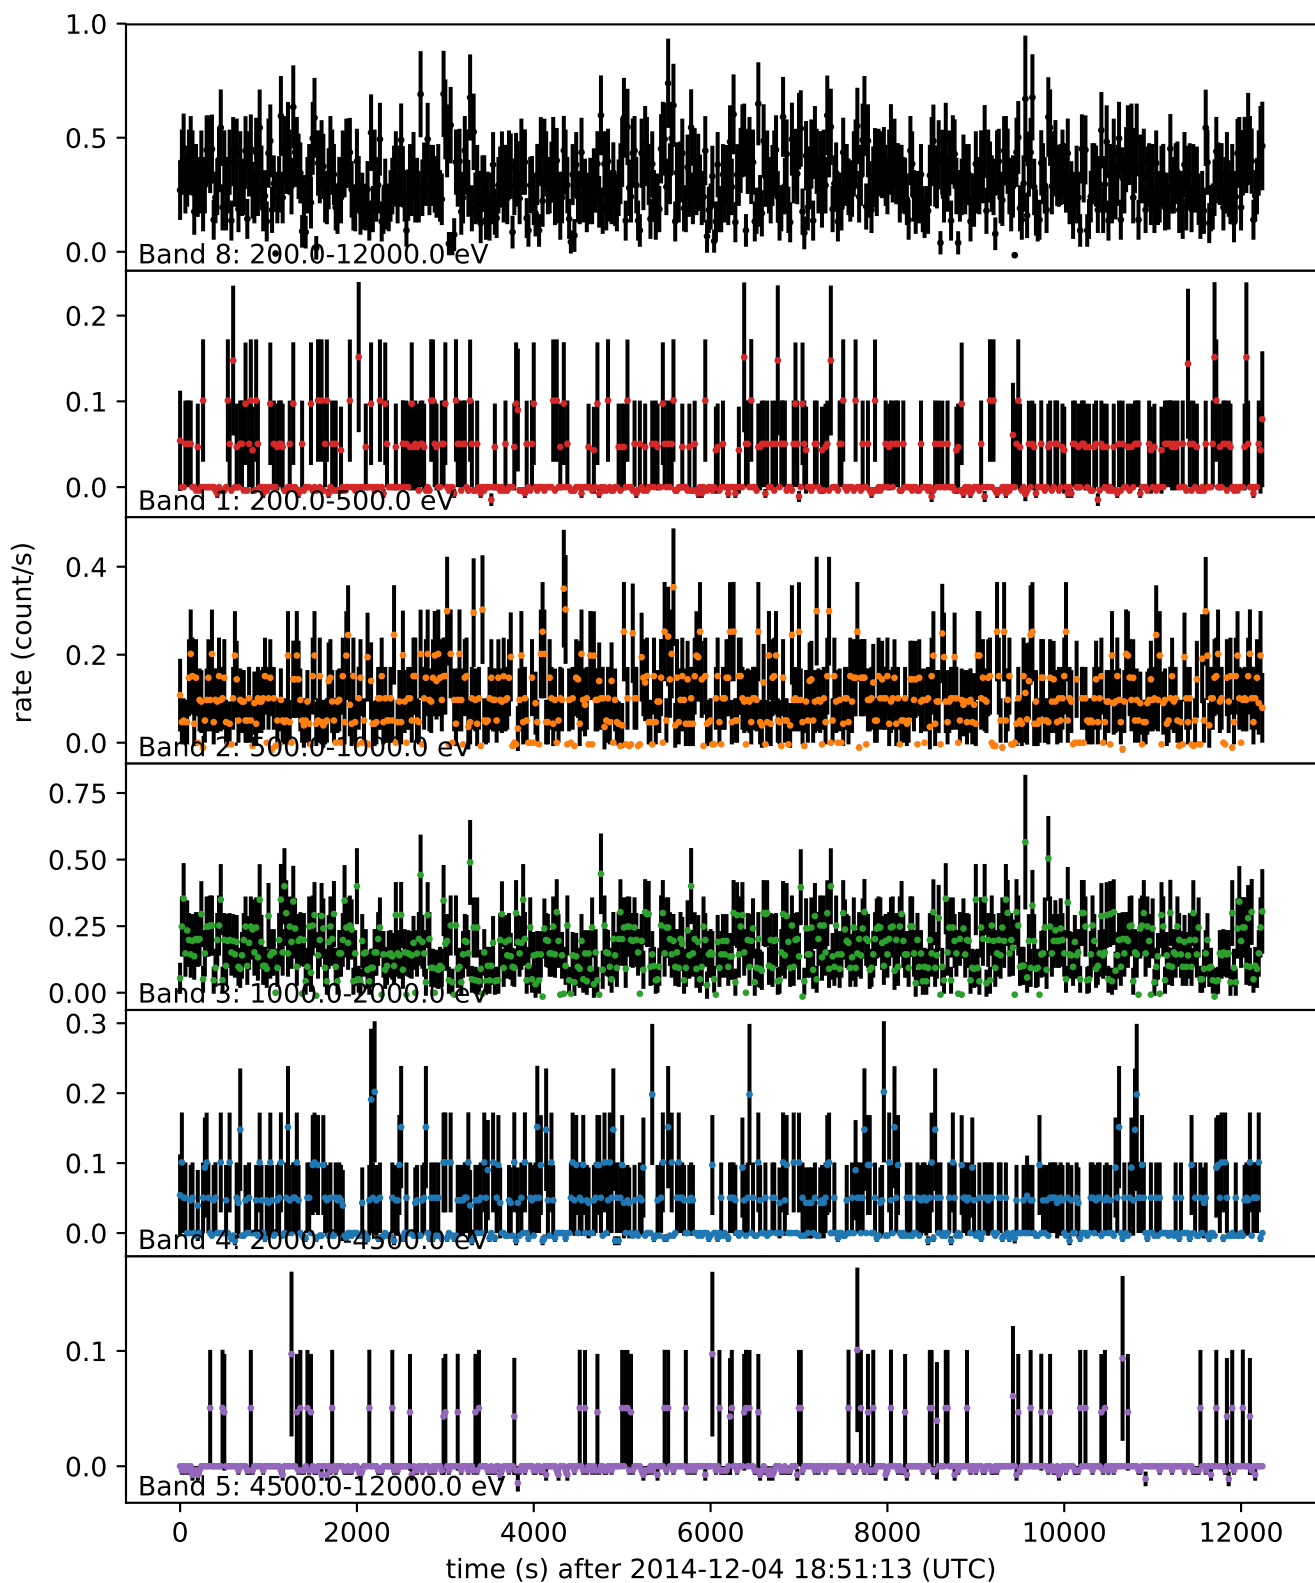 1.0
0.5
0.0
Band 8: 200.0-12000.0 eV
0.2
0.1
0.0
Band 1: 200.0-500.0 eV
0.4
0.2
0.0
Band 2: 500.0-1000.0 eV
rate (count/s)
0.75
0.50
0.25
0.00
Band 3: 1000.0-2000.0 eV
0.3
0.2
0.1
0.0
Band 4: 2000.0-4500.0 eV
0.1
0.0
Band 5: 4500.0-12000.0 eV
0 2000 4000 6000 8000 10000 12000
time (s) after 2014-12-04 18:51:13 (UTC)